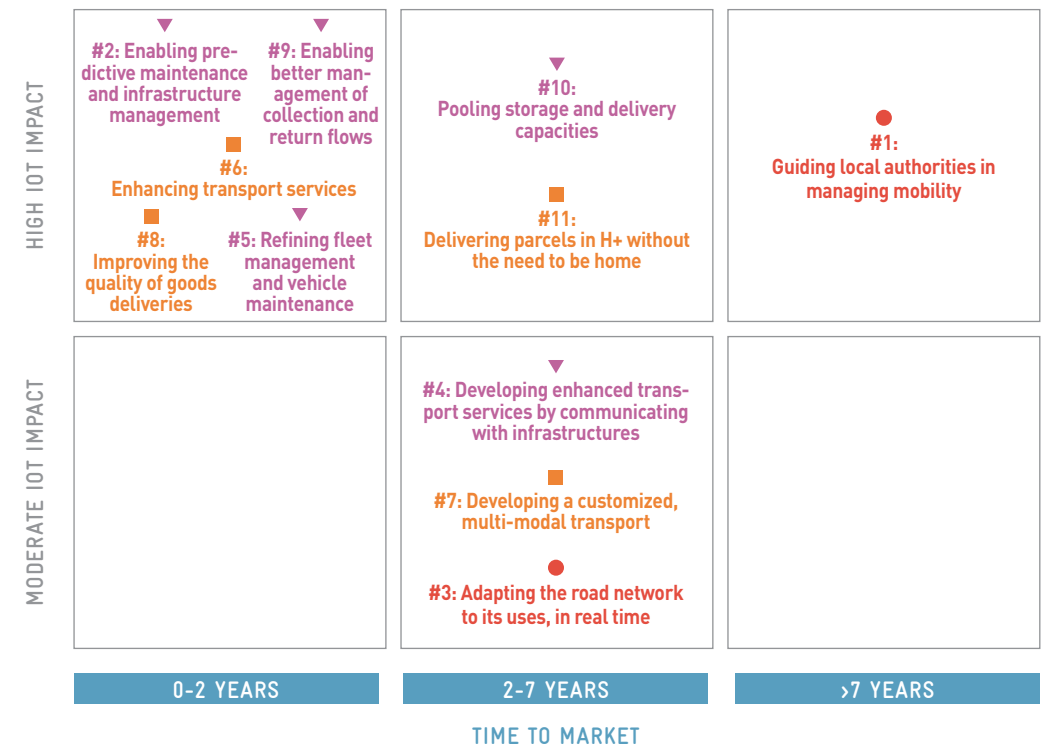 HIGH IOT IMPACT
#2: Enabling pre-
dictive maintenance
and infrastructure
management
#9: Enabling
better man-
agement of
collection and
return flows
#6:
Enhancing transport services
#8:
Improving the
quality of goods
deliveries
#5: Refining fleet
management
and vehicle
maintenance
#10:
Pooling storage and delivery
capacities
#11:
Delivering parcels in H+ without
the need to be home
#1:
Guiding local authorities in
managing mobility
MODERATE IOT IMPACT
#4: Developing enhanced trans-
port services by communicating
with infrastructures
#7: Developing a customized,
multi-modal transport
#3: Adapting the road network
to its uses, in real time
0-2 YEARS
2-7 YEARS
>7 YEARS
TIME TO MARKET